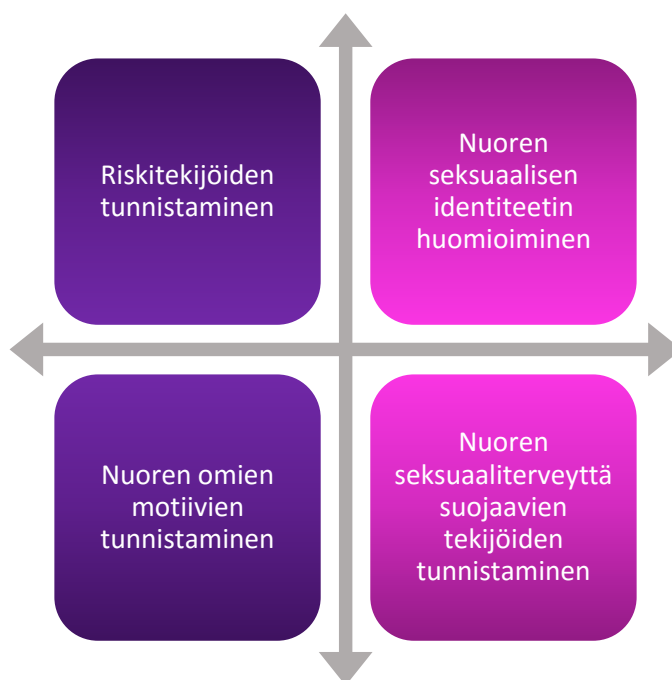 Riskitekijöiden
tunnistaminen
Nuoren
seksuaalisen
identiteetin
huomioiminen
Nuoren omien
motiivien
tunnistaminen
Nuoren
seksuaaliterveyttä
suojaavien
tekijöiden
tunnistaminen